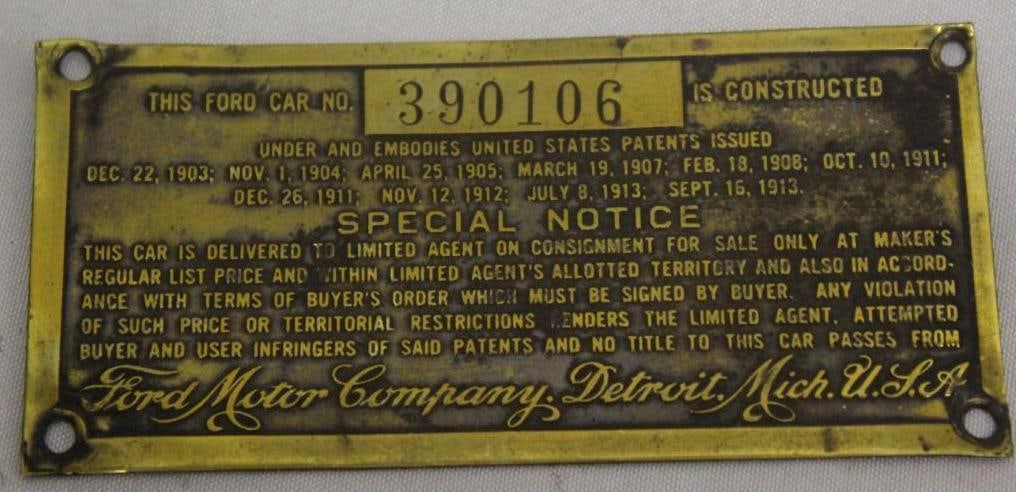 THIS FORD CAR NO. 390106 IS CONSTRUCTED
UNDER AND EMBODIES UNITED STATES PATENTS ISSUED
DEC. 22, 1903; NOV. 1, 1904; APRIL 25, 1905; MARCH 19, 1907; FEB. 18, 1908; OCT. 10, 1911;
DEC. 26, 1911; NOV. 12, 1912; JULY 8, 1913; SEPT. 16, 1913.
SPECIAL NOTICE
THIS CAR IS DELIVERED TO LIMITED AGENT ON CONSIGNMENT FOR SALE ONLY AT MAKER'S
REGULAR LIST PRICE AND WITHIN LIMITED AGENT'S ALLOTTED TERRITORY AND ALSO IN ACCORD-
ANCE WITH TERMS OF BUYER'S ORDER WHICH MUST BE SIGNED BY BUYER. ANY VIOLATION
OF SUCH PRICE OR TERRITORIAL RESTRICTIONS RENDERS THE LIMITED AGENT, ATTEMPTED
BUYER AND USER INFRINGERS OF SAID PATENTS AND NO TITLE TO THIS CAR PASSES FROM
Ford Motor Company. Detroit. Mich. U.S.A